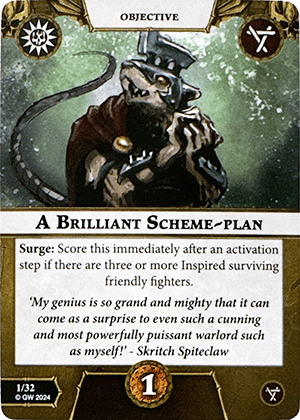 OBJECTIVE
A BRILLIANT SCHEME-PLAN
Surge: Score this immediately after an activation
step if there are three or more Inspired surviving
friendly fighters.
'My genius is so grand and mighty that it can
come as a surprise to even such a cunning
and most powerfully puissant warlord such
as myself!' - Skritch Spiteclaw
1/32
© GW 2024
1